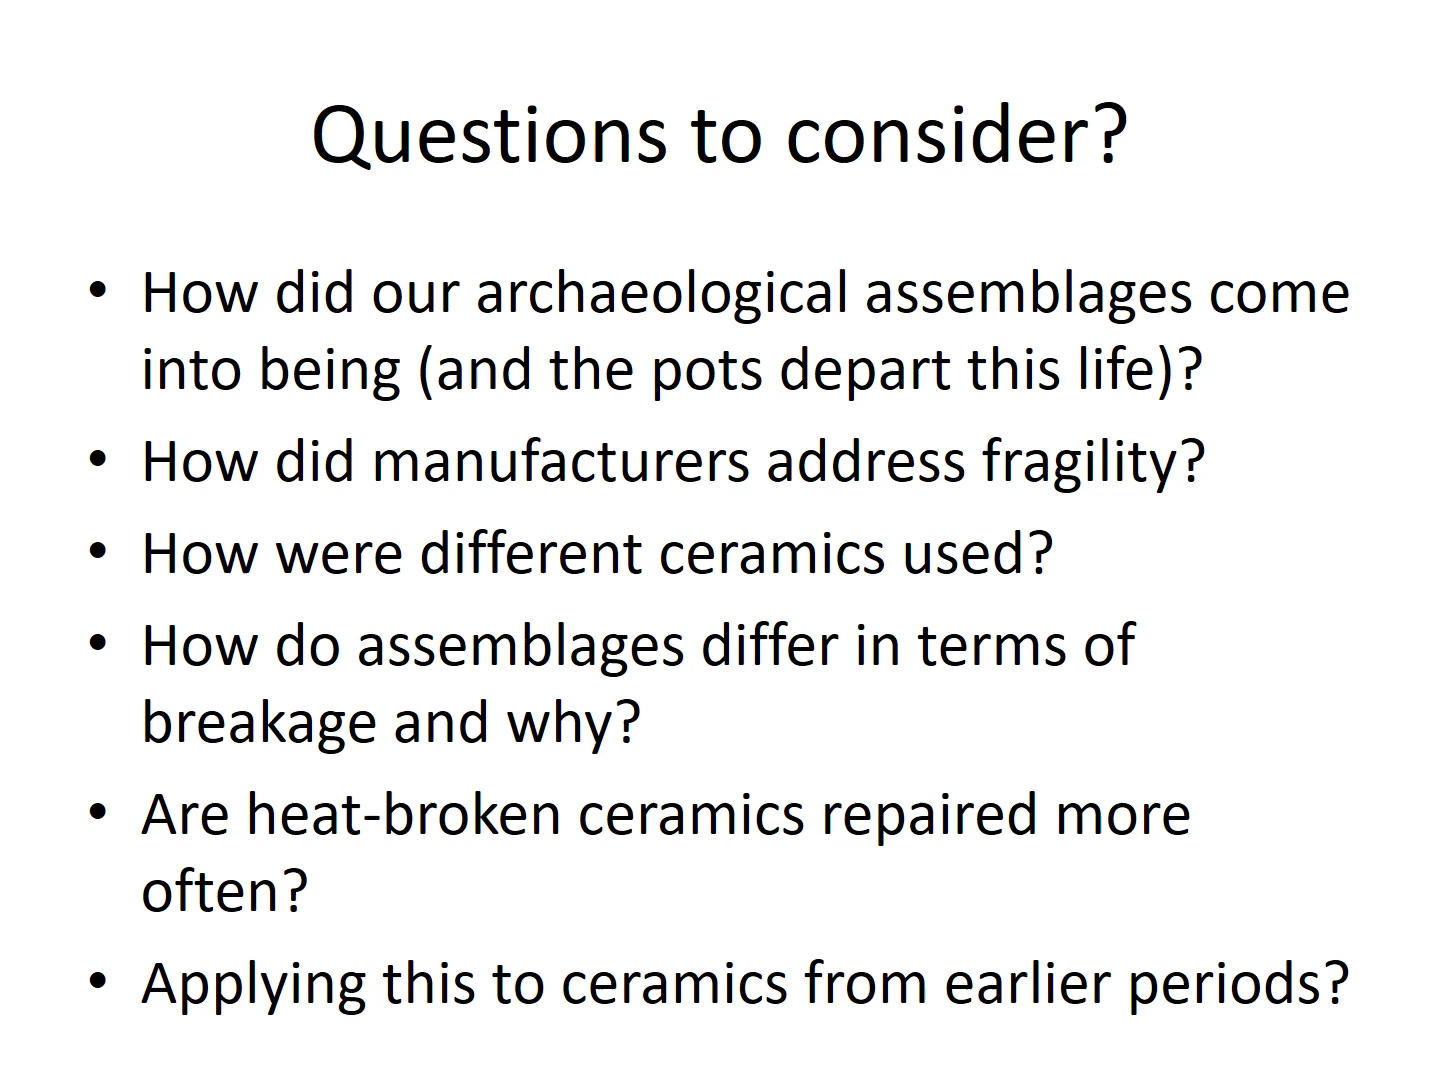 Questions to consider?
• How did our archaeological assemblages come
into being (and the pots depart this life)?
• How did manufacturers address fragility?
• How were different ceramics used?
• How do assemblages differ in terms of
breakage and why?
• Are heat-broken ceramics repaired more
often?
• Applying this to ceramics from earlier periods?